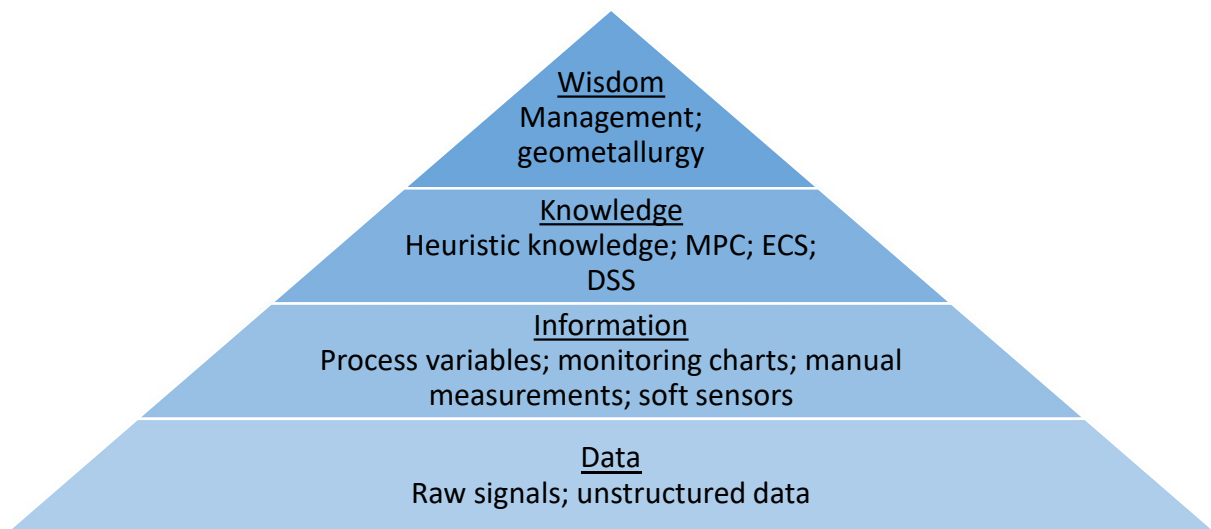 Wisdom
Management;
geometallurgy
Knowledge
Heuristic knowledge; MPC; ECS;
DSS
Information
Process variables; monitoring charts; manual
measurements; soft sensors
Data
Raw signals; unstructured data